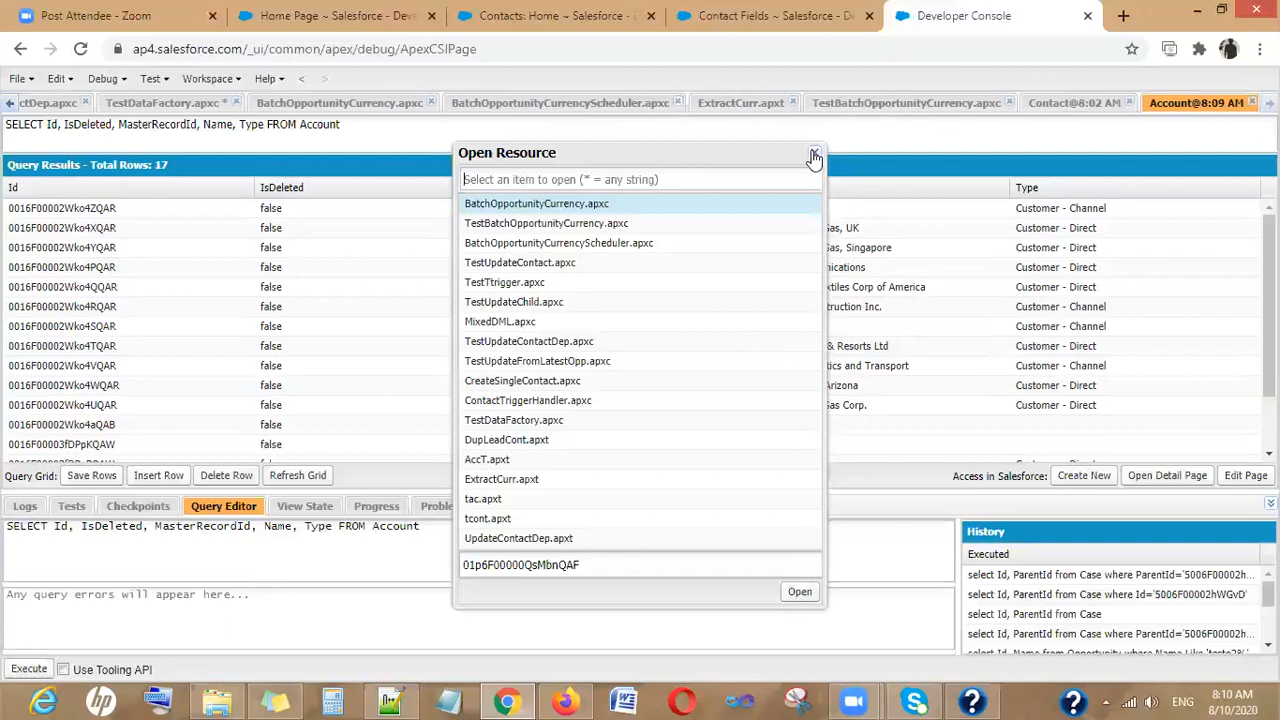 Post Attendee - Zoom
Home Page ~ Salesforce - Deve
Contacts: Home ~ Salesforce - D
Contact Fields ~ Salesforce - De
Developer Console
ap4.salesforce.com/_ui/common/apex/debug/ApexCSIPage
File Edit Debug Test Workspace Help < >
ctDep.apxc
TestDataFactory.apxc *
BatchOpportunityCurrency.apxc
BatchOpportunityCurrencyScheduler.apxc
ExtractCurr.apxt
TestBatchOpportunityCurrency.apxc
Contact@8:02 AM
Account@8:09 AM
SELECT Id, IsDeleted, MasterRecordId, Name, Type FROM Account
Query Results - Total Rows: 17
Id IsDeleted Type
0016F00002Wko4ZQAR false Customer - Channel
0016F00002Wko4XQAR false Gas, UK Customer - Direct
0016F00002Wko4YQAR false Gas, Singapore Customer - Direct
0016F00002Wko4PQAR false nications Customer - Direct
0016F00002Wko4QQAR false xtiles Corp of America Customer - Direct
0016F00002Wko4RQAR false truction Inc. Customer - Channel
0016F00002Wko4SQAR false Customer - Direct
0016F00002Wko4TQAR false & Resorts Ltd Customer - Direct
0016F00002Wko4VQAR false tics and Transport Customer - Channel
0016F00002Wko4WQAR false Arizona Customer - Direct
0016F00002Wko4UQAR false Gas Corp. Customer - Direct
0016F00002Wko4aQAB false
0016F00003fDPpKQAW false
Open Resource
Select an item to open (* = any string)
BatchOpportunityCurrency.apxc
TestBatchOpportunityCurrency.apxc
BatchOpportunityCurrencyScheduler.apxc
TestUpdateContact.apxc
TestTtrigger.apxc
TestUpdateChild.apxc
MixedDML.apxc
TestUpdateContactDep.apxc
TestUpdateFromLatestOpp.apxc
CreateSingleContact.apxc
ContactTriggerHandler.apxc
TestDataFactory.apxc
DupLeadCont.apxt
AccT.apxt
ExtractCurr.apxt
tac.apxt
tcont.apxt
UpdateContactDep.apxt
01p6F00000QsMbnQAF
Open
Query Grid: Save Rows Insert Row Delete Row Refresh Grid
Access in Salesforce: Create New Open Detail Page Edit Page
Logs Tests Checkpoints Query Editor View State Progress Proble
SELECT Id, IsDeleted, MasterRecordId, Name, Type FROM Account
Any query errors will appear here...
History
Executed
select Id, ParentId from Case where ParentId='5006F00002h...
select Id, ParentId from Case where Id='5006F00002hWGvD'
select Id, ParentId from Case
select Id, ParentId from Case where ParentId='5006F00002h...
Execute Use Tooling API
ENG
8:10 AM
8/10/2020